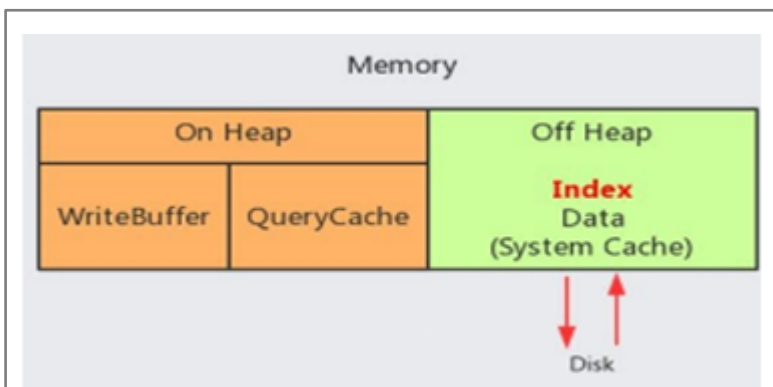 Memory
On Heap
Off Heap
WriteBuffer
QueryCache
Index
Data
(System Cache)
Disk